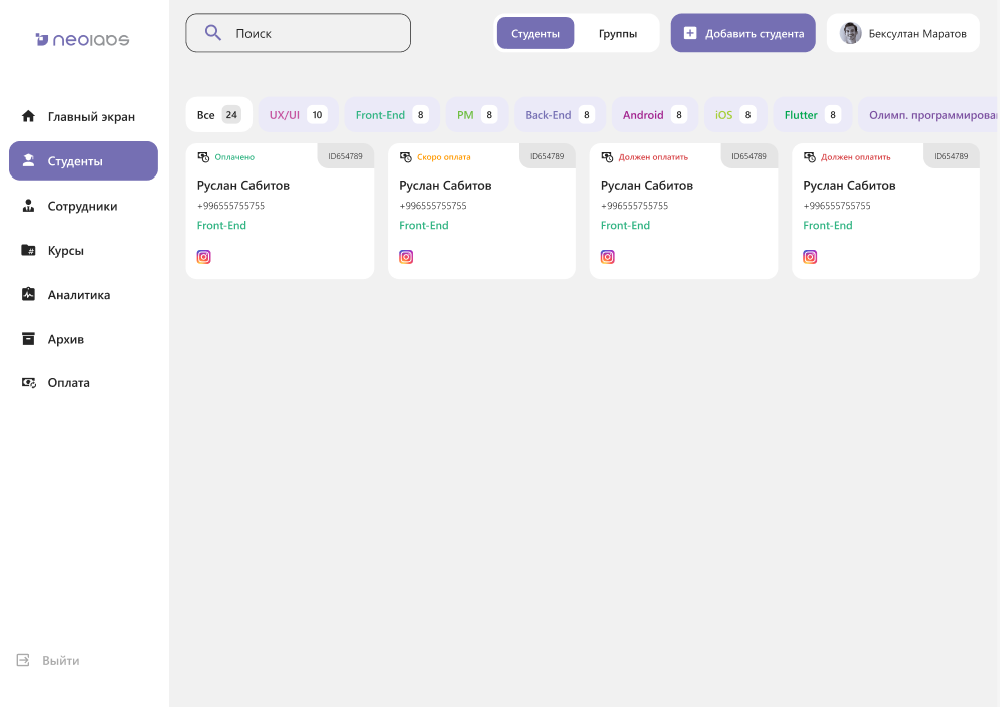 neolabs
Поиск
Студенты
Группы
Добавить студента
Бексултан Маратов
Главный экран
Студенты
Сотрудники
Курсы
Аналитика
Архив
Оплата
Выйти
Все 24
UX/UI 10
Front-End 8
PM 8
Back-End 8
Android 8
iOS 8
Flutter 8
Олимп. программирова
Оплачено ID654789
Руслан Сабитов
+996555755755
Front-End
Скоро оплата ID654789
Руслан Сабитов
+996555755755
Front-End
Должен оплатить ID654789
Руслан Сабитов
+996555755755
Front-End
Должен оплатить ID654789
Руслан Сабитов
+996555755755
Front-End